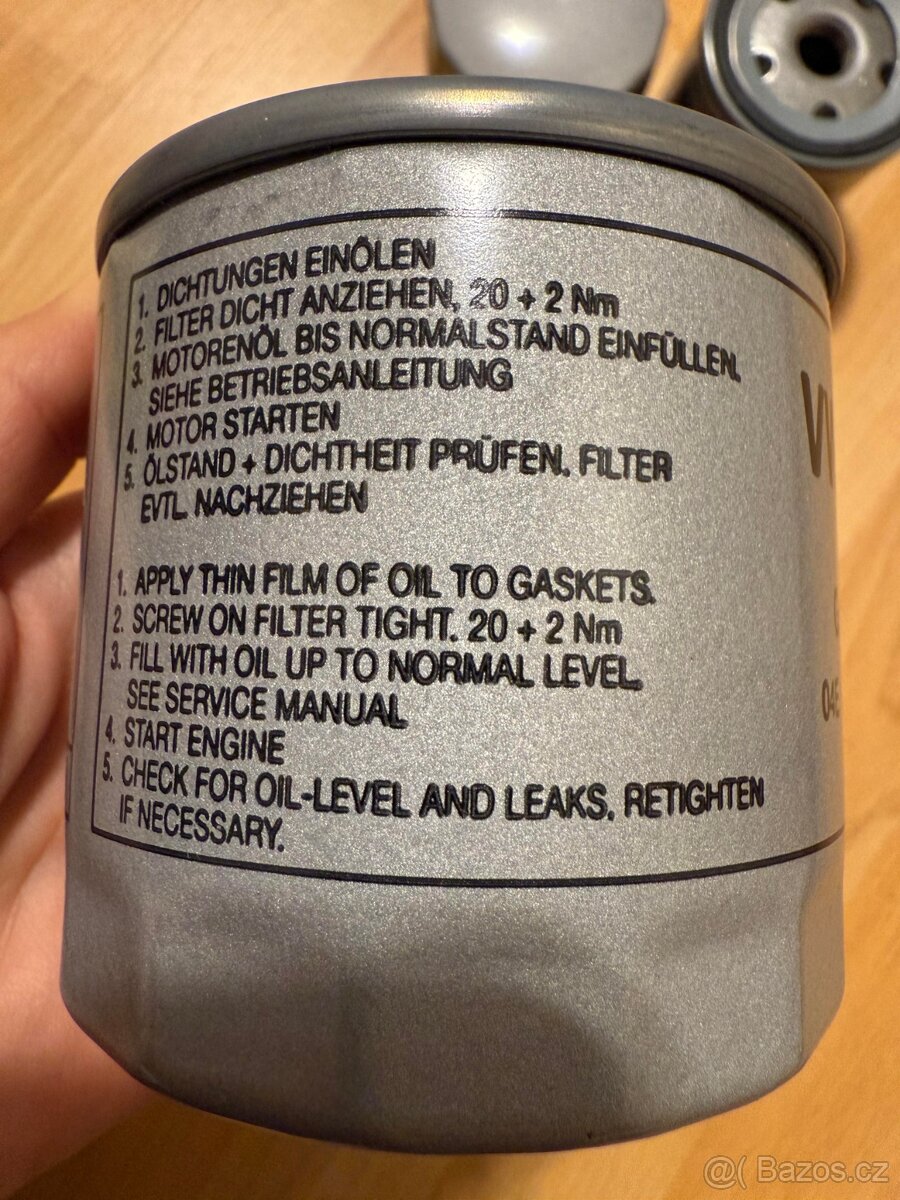 1. DICHTUNGEN EINÖLEN
2. FILTER DICHT ANZIEHEN, 20 + 2 Nm
3. MOTORENÖL BIS NORMALSTAND EINFÜLLEN.
SIEHE BETRIEBSANLEITUNG
4. MOTOR STARTEN
5. ÖLSTAND + DICHTHEIT PRÜFEN. FILTER
EVTL. NACHZIEHEN
1. APPLY THIN FILM OF OIL TO GASKETS.
2. SCREW ON FILTER TIGHT. 20 + 2 Nm
3. FILL WITH OIL UP TO NORMAL LEVEL.
SEE SERVICE MANUAL
4. START ENGINE
5. CHECK FOR OIL-LEVEL AND LEAKS, RETIGHTEN
IF NECESSARY.
04E
@( Bazos.cz